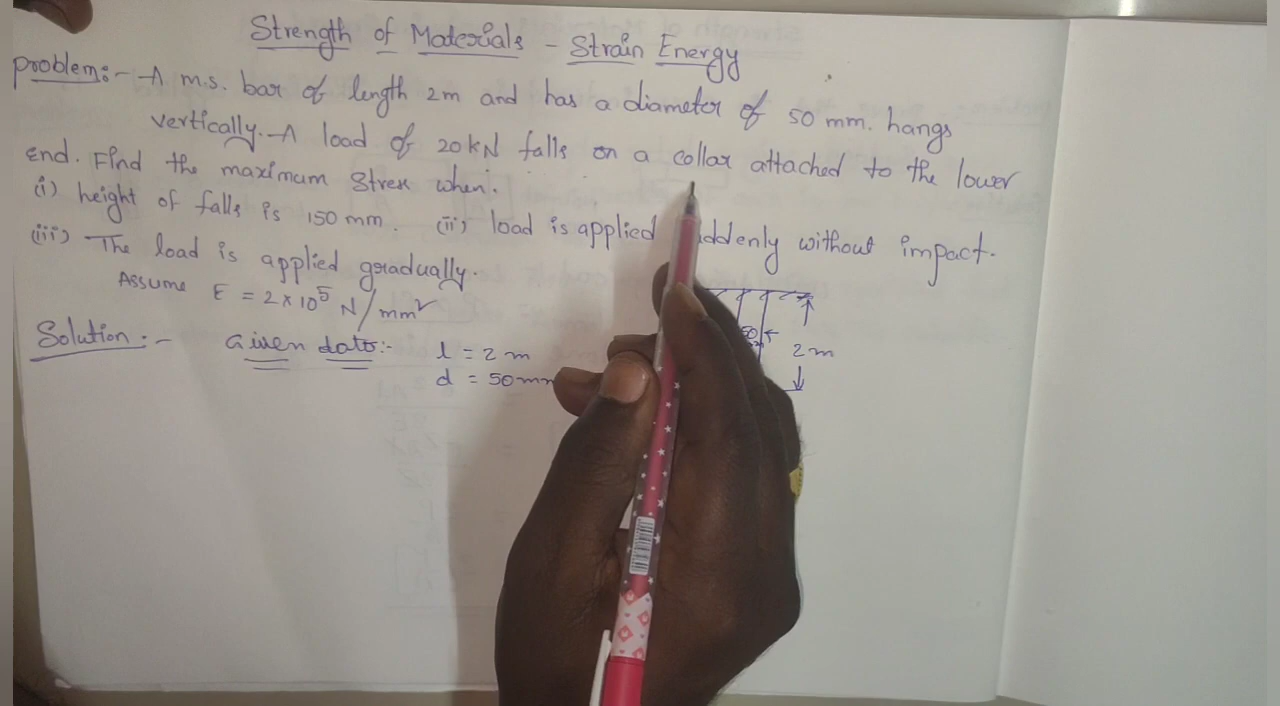 Strength of Materials - Strain Energy
problem:- A m.s. bar of length 2m and has a diameter of 50 mm. hangs
vertically. A load of 20kN falls on a collar attached to the lower
end. Find the maximum stress when.
(i) height of falls is 150 mm. (ii) load is applied uddenly without impact.
(iii) The load is applied gradually.
Assume E = 2 x 10⁵ N/mm²
Solution:- Given data:- l = 2 m
d = 50mm
2m